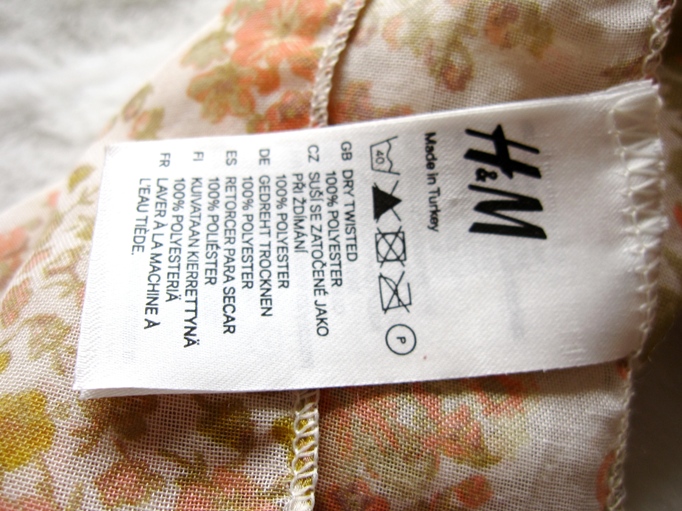 H&M
Made in Turkey
40 P
GB DRY TWISTED
100% POLYESTER
CZ SUŠÍ SE ZATOČENÉ JAKO
PŘI ŽDÍMÁNÍ
100% POLYESTER
DE GEDREHT TROCKNEN
100% POLYESTER
ES RETORCER PARA SECAR
100% POLIÉSTER
FI KUIVATAAN KIERRETTYNÄ
100% POLYESTERIÄ
FR LAVER À LA MACHINE À
L'EAU TIÈDE.